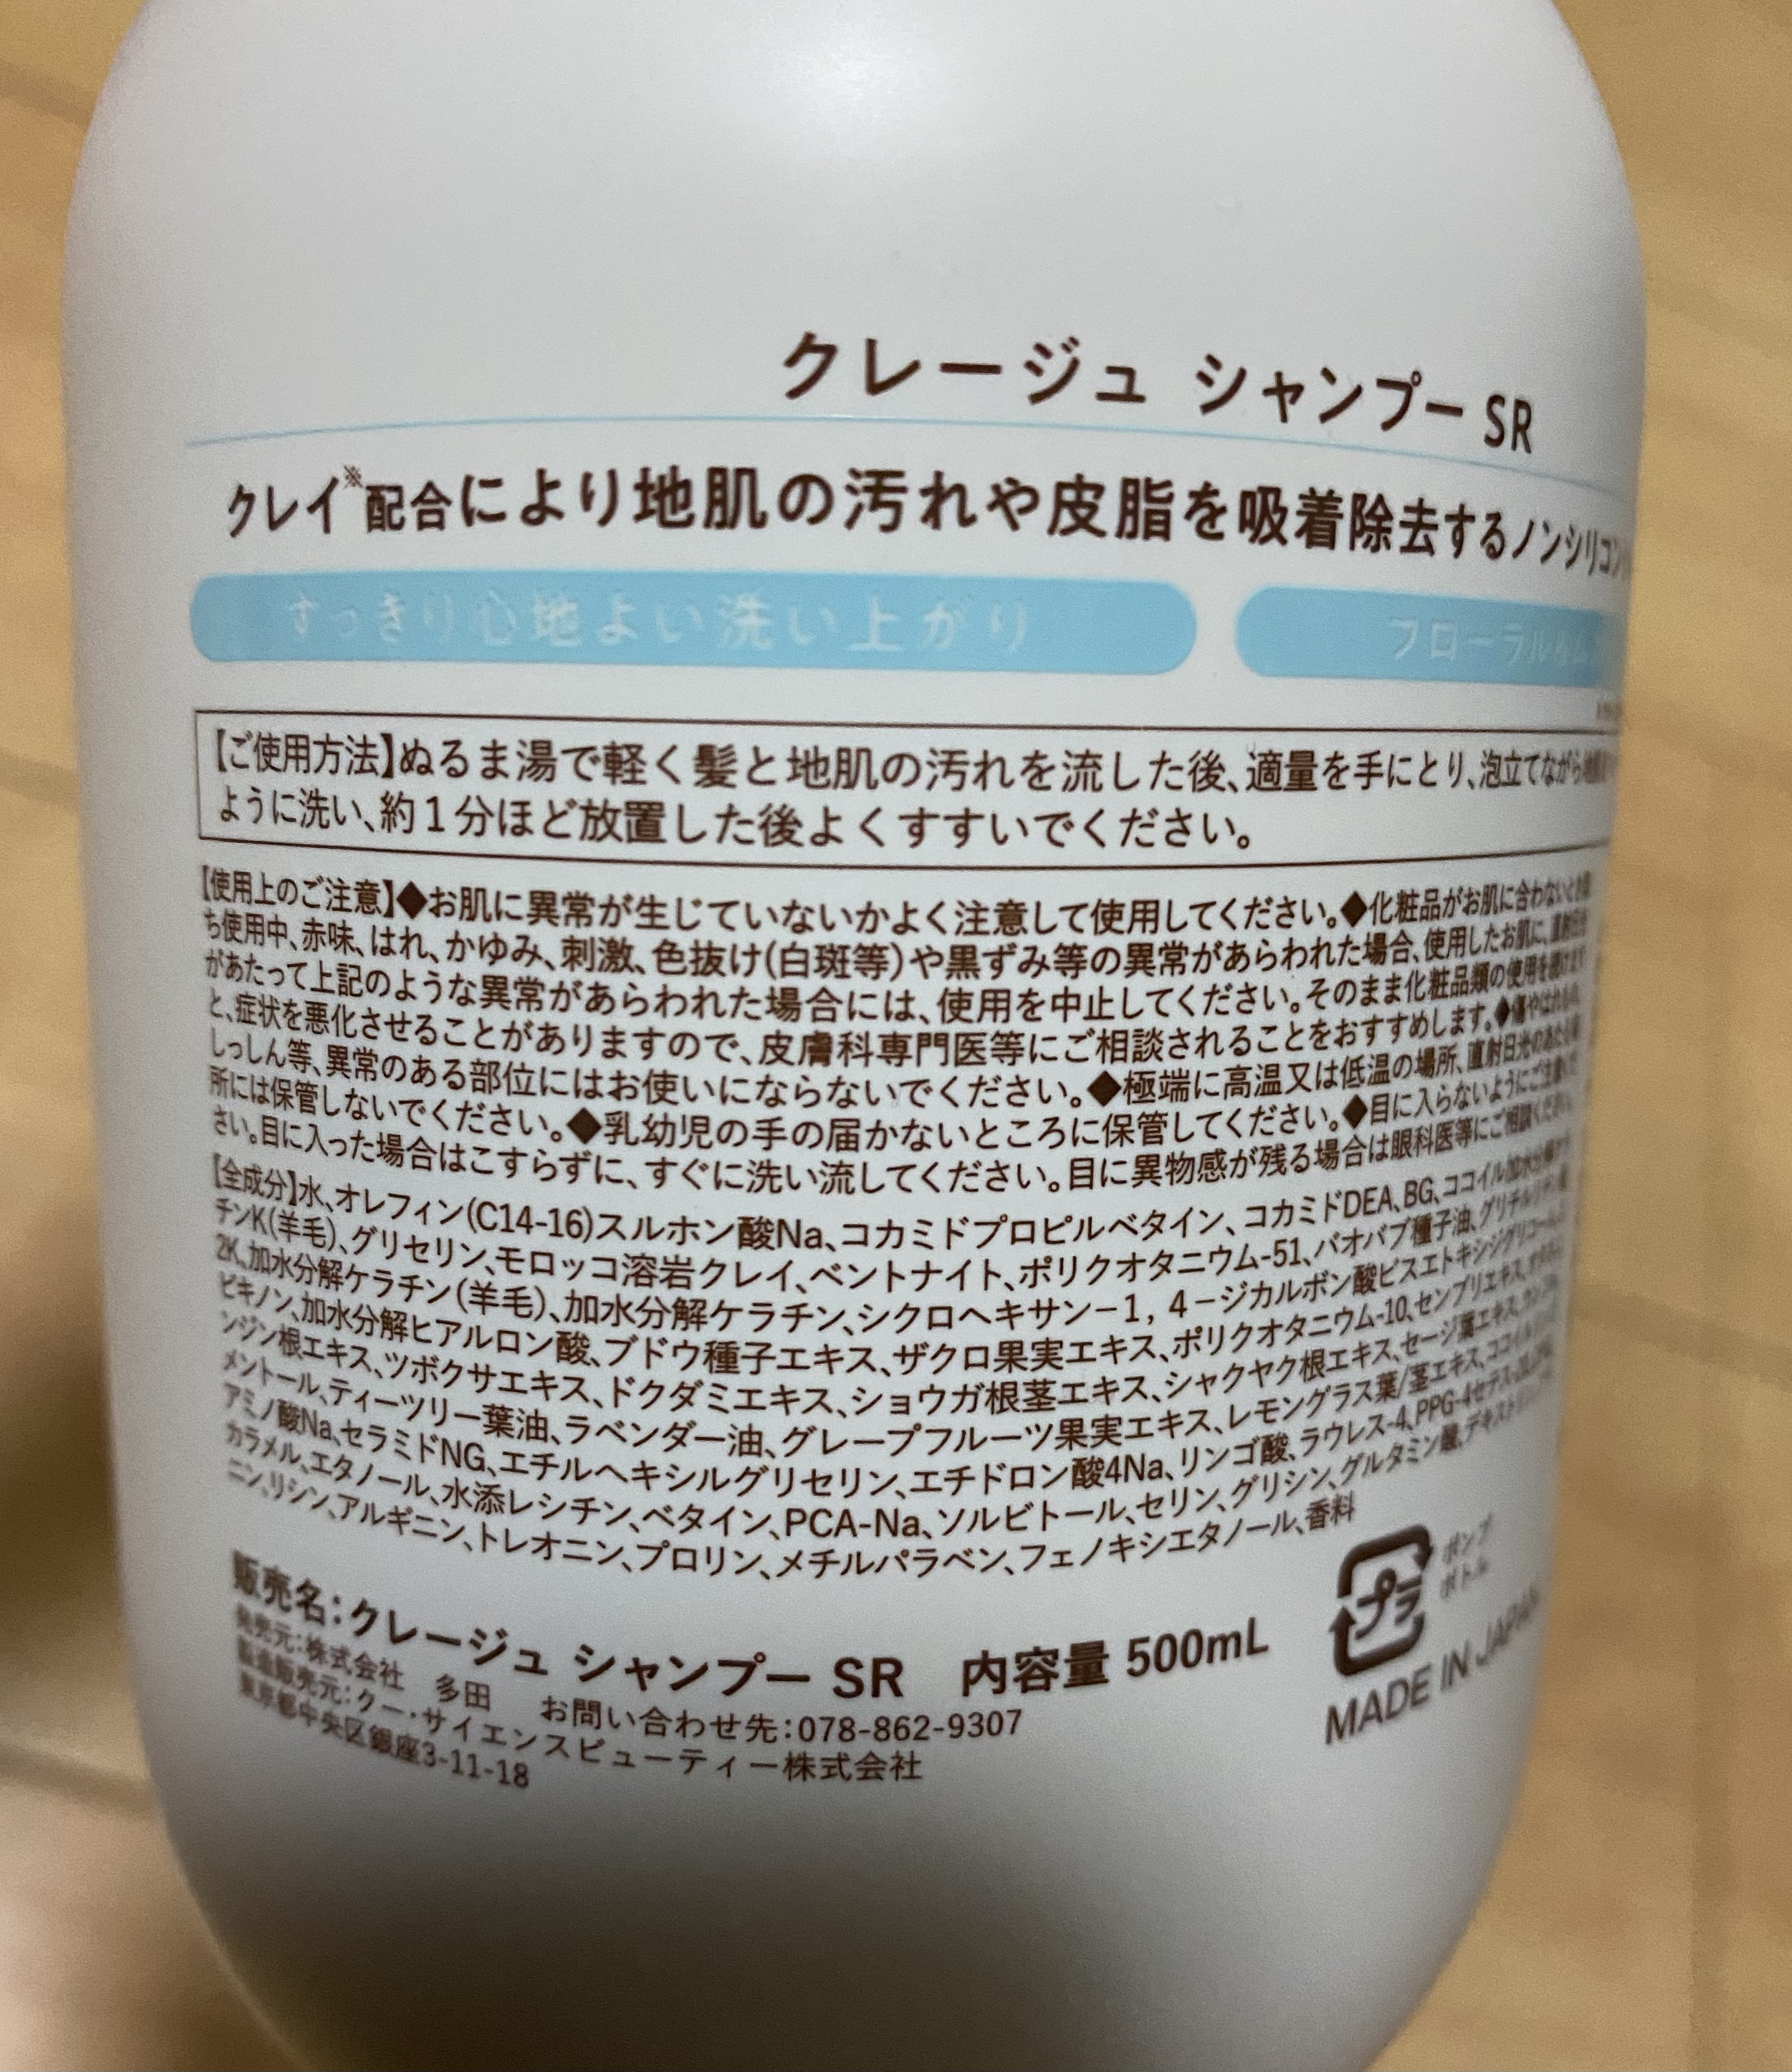 クレージュ シャンプー SR
クレイ※配合により地肌の汚れや皮脂を吸着除去するノンシリコン
すっきり心地よい洗い上がり
フローラル
【ご使用方法】ぬるま湯で軽く髪と地肌の汚れを流した後、適量を手にとり、泡立てながら
ように洗い、約1分ほど放置した後よくすすいでください。
【使用上のご注意】◆お肌に異常が生じていないかよく注意して使用してください。◆化粧品がお肌に合わないとき
ち使用中、赤味、はれ、かゆみ、刺激、色抜け(白斑等)や黒ずみ等の異常があらわれた場合、使用したお肌に、直射日光
があたって上記のような異常があらわれた場合には、使用を中止してください。そのまま化粧品類の使用を続けます
と、症状を悪化させることがありますので、皮膚科専門医等にご相談されることをおすすめします。◆傷やはれもの、
しっしん等、異常のある部位にはお使いにならないでください。◆極端に高温又は低温の場所、直射日光のあたる場
所には保管しないでください。◆乳幼児の手の届かないところに保管してください。◆目に入らないようにご注意くだ
さい。目に入った場合はこすらずに、すぐに洗い流してください。目に異物感が残る場合は眼科医等にご相談ください。
【全成分】水、オレフィン(C14-16)スルホン酸Na、コカミドプロピルベタイン、コカミドDEA、BG、ココイル加水分解
チンK(羊毛)、グリセリン、モロッコ溶岩クレイ、ベントナイト、ポリクオタニウム-51、バオバブ種子油、グリチルリチン酸
2K、加水分解ケラチン(羊毛)、加水分解ケラチン、シクロヘキサン−1, 4−ジカルボン酸ビスエトキシジグリコール、
ビキノン、加水分解ヒアルロン酸、ブドウ種子エキス、ザクロ果実エキス、ポリクオタニウム-10、センブリエキス、
ンジン根エキス、ツボクサエキス、ドクダミエキス、ショウガ根茎エキス、シャクヤク根エキス、セージ葉エキス、
メントール、ティーツリー葉油、ラベンダー油、グレープフルーツ果実エキス、レモングラス葉/茎エキス、ココイル
アミノ酸Na、セラミドNG、エチルヘキシルグリセリン、エチドロン酸4Na、リンゴ酸、ラウレス-4、PPG-4セテス-20、
カラメル、エタノール、水添レシチン、ベタイン、PCA-Na、ソルビトール、セリン、グリシン、グルタミン酸、デキストリン、
ニン、リシン、アルギニン、トレオニン、プロリン、メチルパラベン、フェノキシエタノール、香料
プラ
ポンプ
ボトル
販売名：クレージュ シャンプー SR 内容量 500mL
発売元：株式会社 多田 お問い合わせ先：078-862-9307
製造販売元：クー・サイエンスビューティー株式会社
東京都中央区銀座3-11-18
MADE IN JAPAN